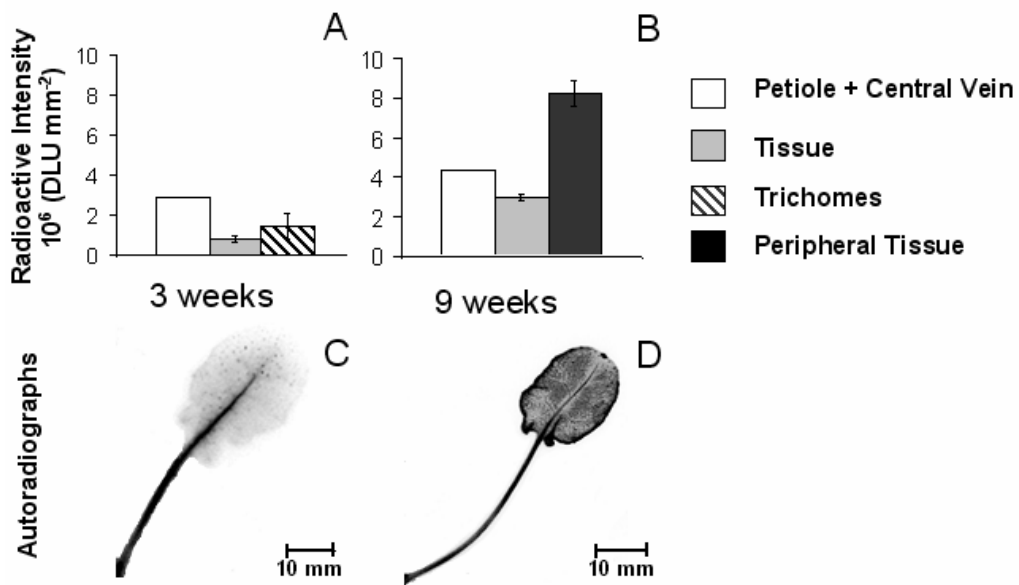 A
B
Radioactive Intensity
10⁶ (DLU mm⁻²)
10
8
6
4
2
0
10
8
6
4
2
0
3 weeks
9 weeks
Petiole + Central Vein
Tissue
Trichomes
Peripheral Tissue
Autoradiographs
C
D
10 mm
10 mm